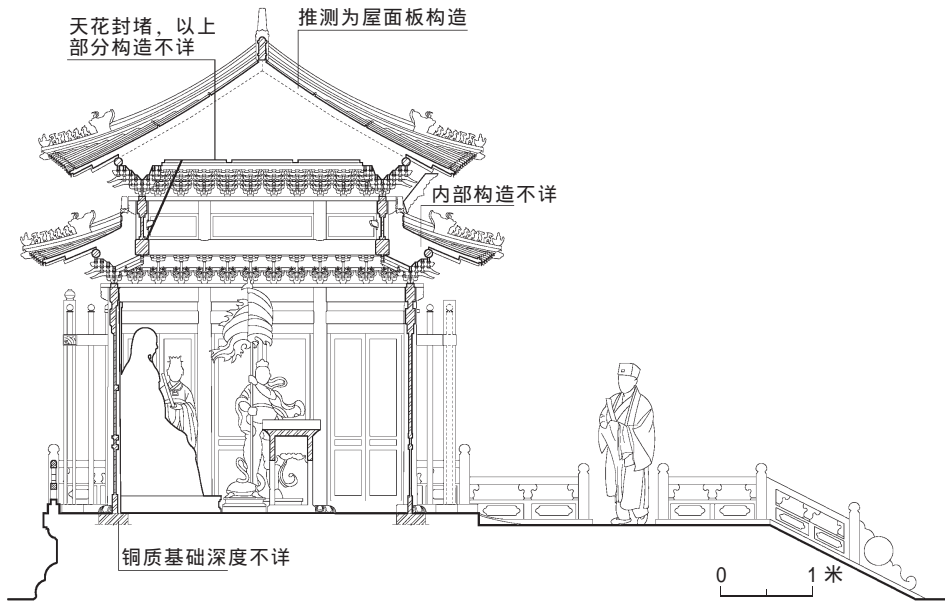 天花封堵，以上
部分构造不详
推测为屋面板构造
内部构造不详
铜质基础深度不详
0 1 米